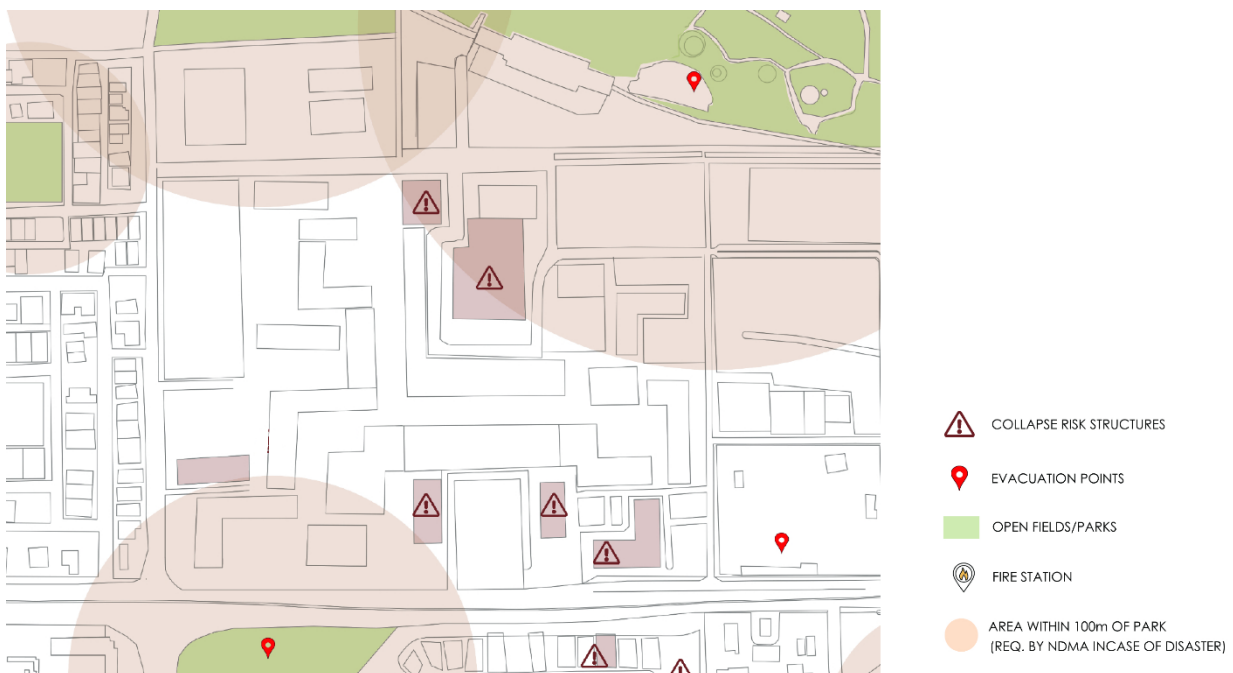 COLLAPSE RISK STRUCTURES
EVACUATION POINTS
OPEN FIELDS/PARKS
FIRE STATION
AREA WITHIN 100m OF PARK
(REQ. BY NDMA INCASE OF DISASTER)